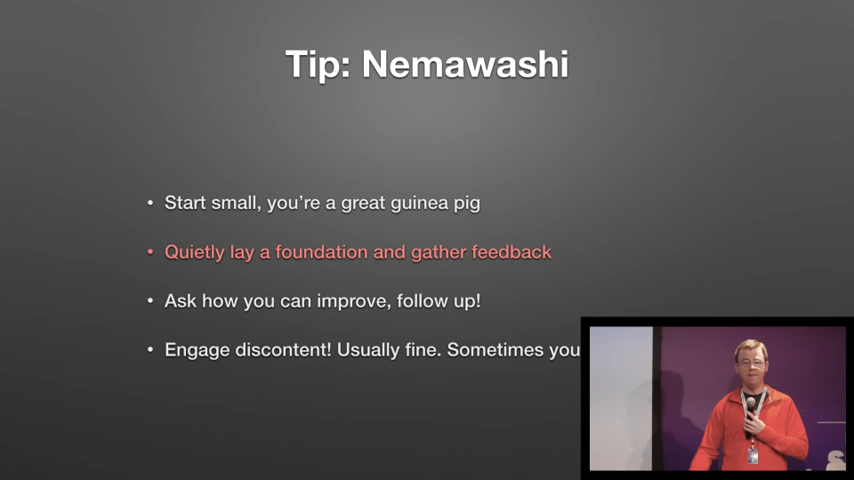 Tip: Nemawashi
• Start small, you're a great guinea pig
• Quietly lay a foundation and gather feedback
• Ask how you can improve, follow up!
• Engage discontent! Usually fine. Sometimes you
S